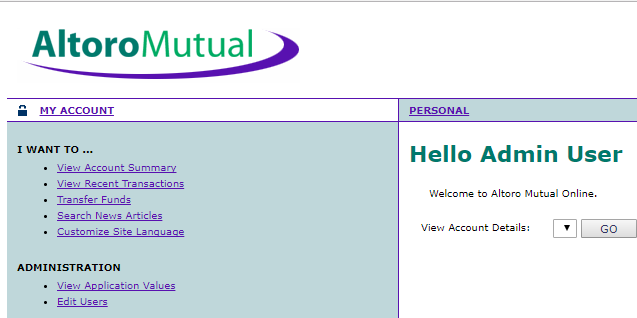 AltoroMutual
MY ACCOUNT
PERSONAL
I WANT TO ...
View Account Summary
View Recent Transactions
Transfer Funds
Search News Articles
Customize Site Language
ADMINISTRATION
View Application Values
Edit Users
Hello Admin User
Welcome to Altoro Mutual Online.
View Account Details:
GO